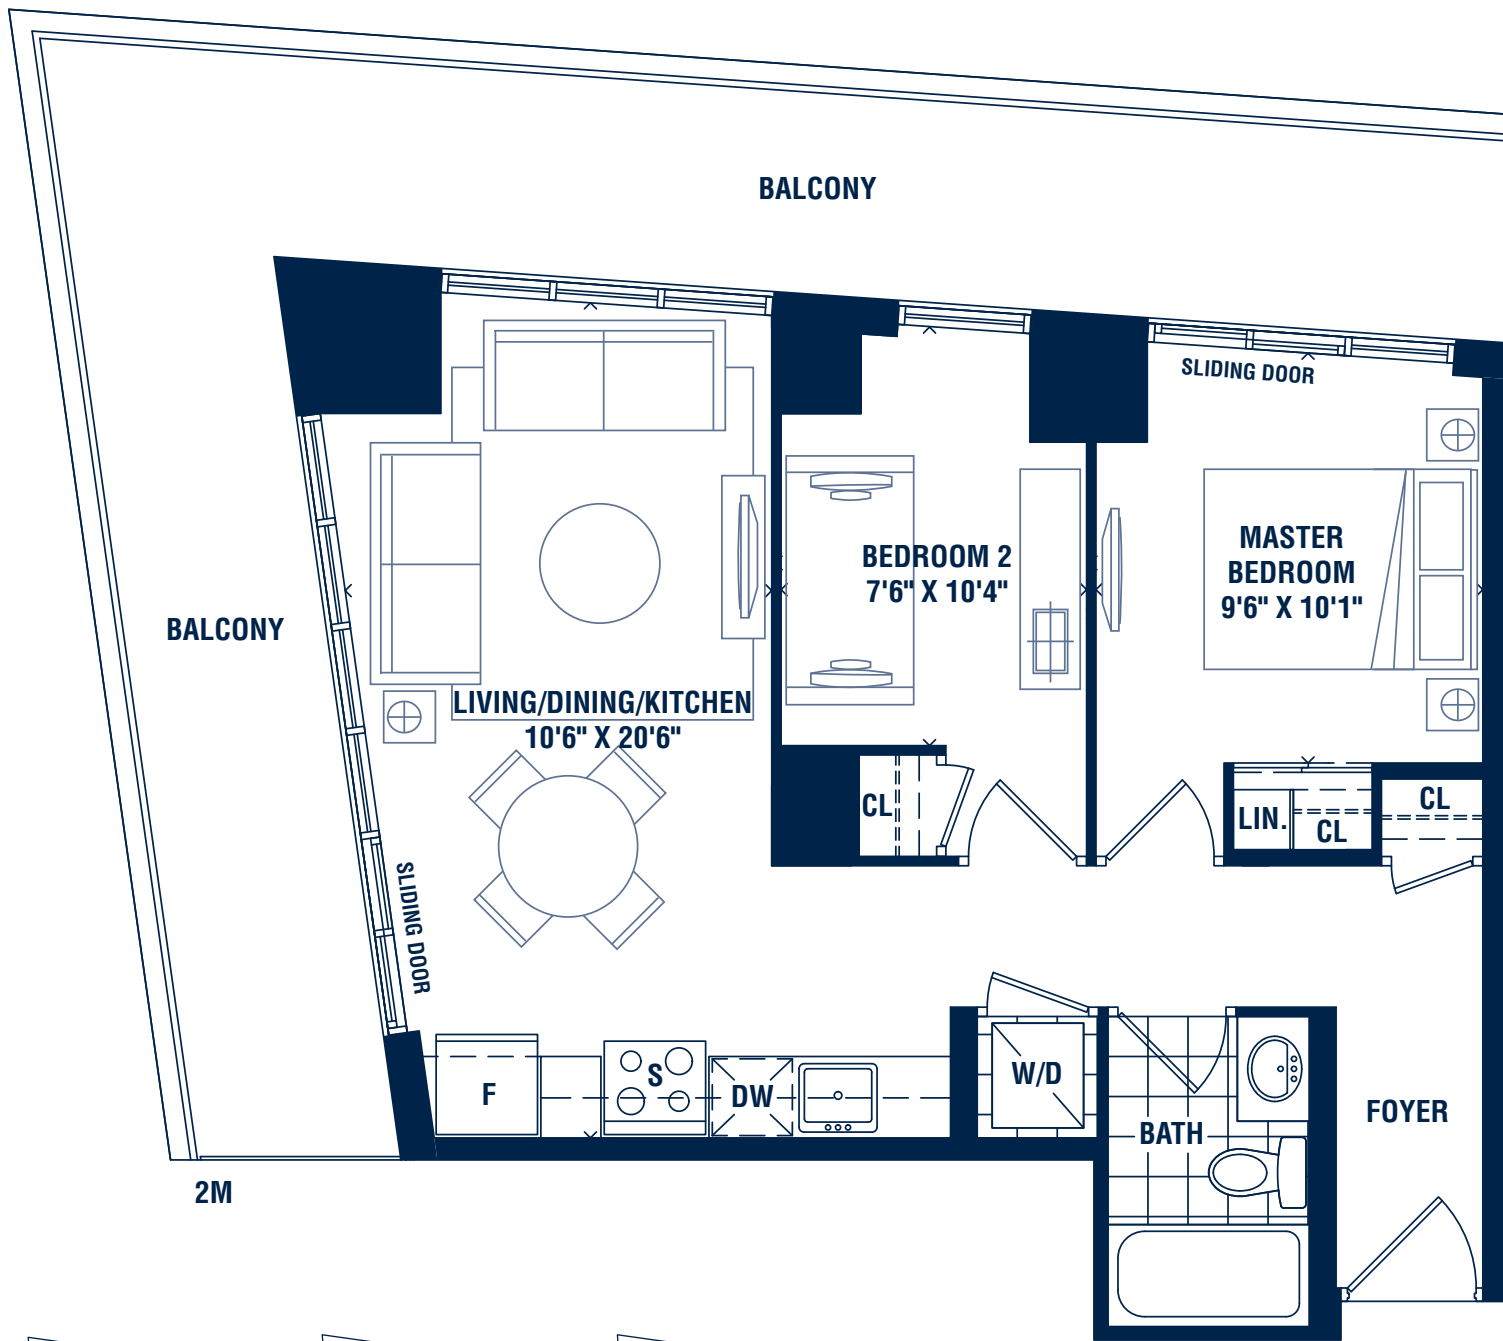 BALCONY
SLIDING DOOR
MASTER
BEDROOM
9'6" X 10'1"
BEDROOM 2
7'6" X 10'4"
BALCONY
LIVING/DINING/KITCHEN
10'6" X 20'6"
CL
LIN.
CL
CL
SLIDING DOOR
F
S
DW
W/D
BATH
FOYER
2M